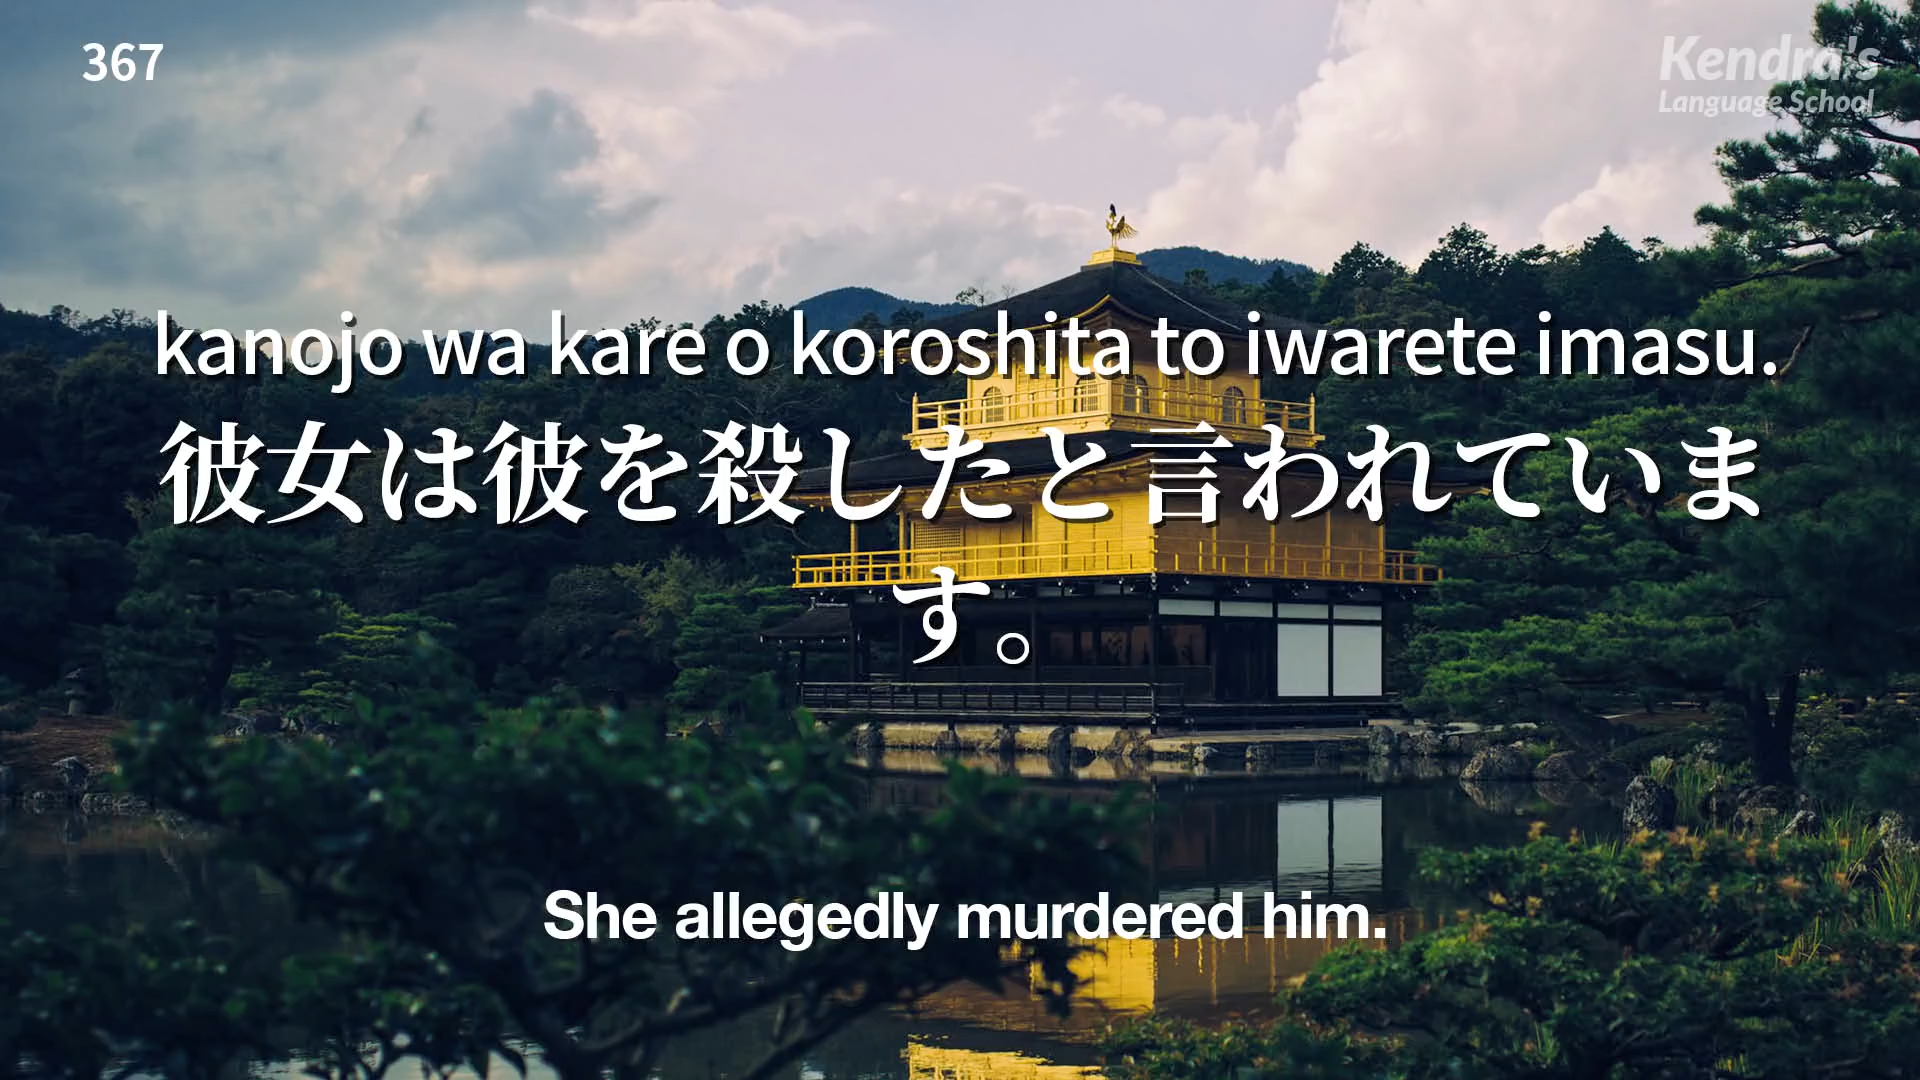 367
Kendra's
Language School
kanojo wa kare o koroshita to iwarete imasu.
彼女は彼を殺したと言われていま
す。
She allegedly murdered him.